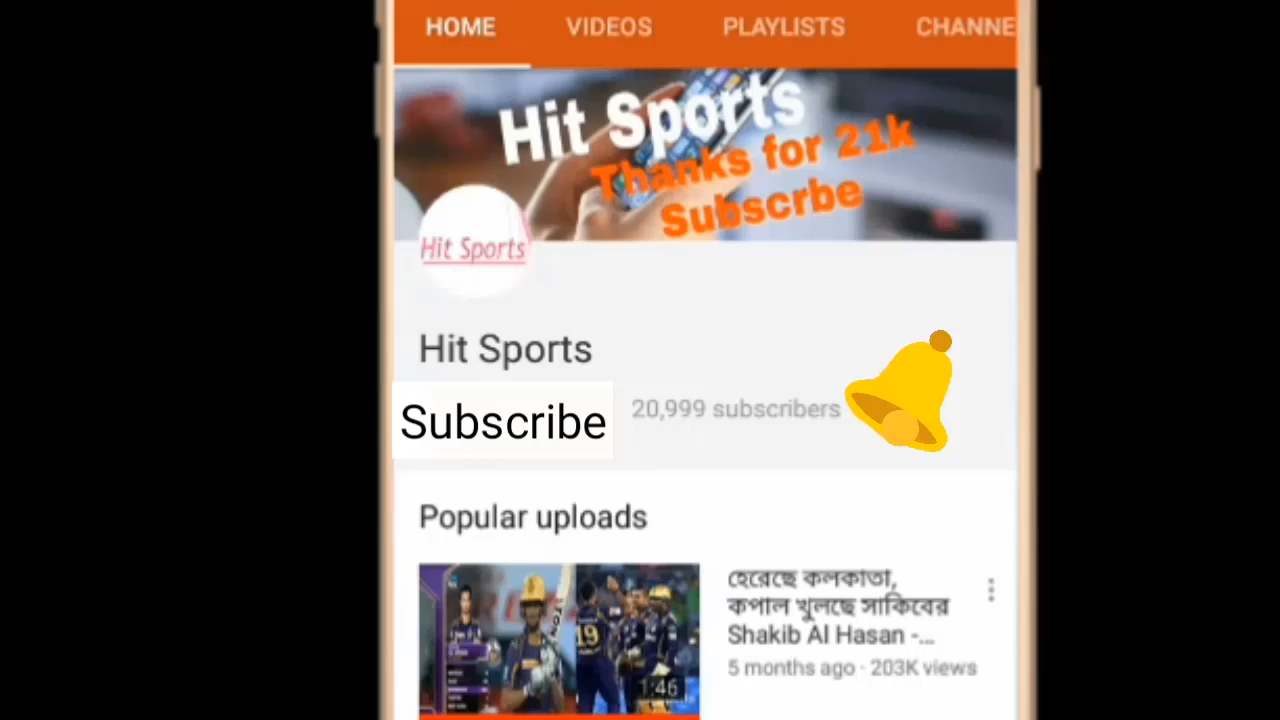 HOME VIDEOS PLAYLISTS CHANNE
Hit Sports
Thanks for 21k
Subscrbe
Hit Sports
Hit Sports
Subscribe 20,999 subscribers
Popular uploads
হেরেছে কলকাতা,
কপাল খুলছে সাকিবের
Shakib Al Hasan -...
5 months ago · 203K views
19
1:46